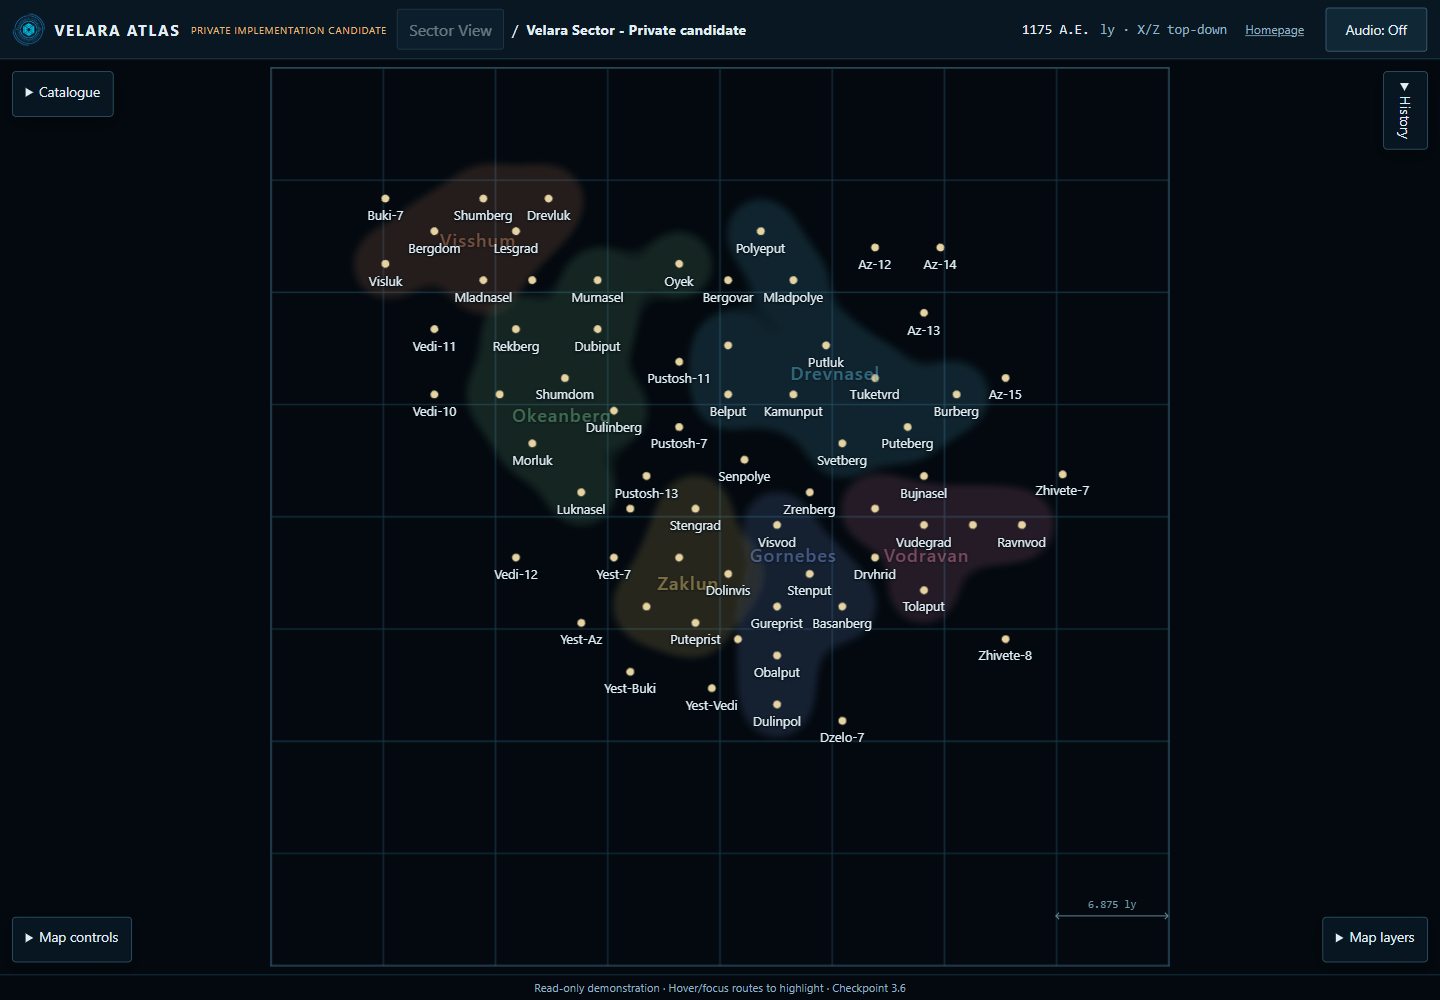 VELARA ATLAS PRIVATE IMPLEMENTATION CANDIDATE Sector View / Velara Sector - Private candidate 1175 A.E. ly · X/Z top-down Homepage Audio: Off
▶ Catalogue
▼ History
Buki-7 Shumberg Drevluk
Visshum
Bergdom Lesgrad Polyeput
Az-12 Az-14
Visluk Oyek
Mladnasel Murnasel Bergovar Mladpolye
Az-13
Vedi-11 Rekberg Dubiput
Putluk
Drevnasel
Pustosh-11
Shumdom Tuketvrd Az-15
Vedi-10 Belput Kamunput Burberg
Okeanberg
Dulinberg
Pustosh-7 Puteberg
Morluk Svetberg
Senpolye
Zhivete-7
Pustosh-13 Bujnasel
Luknasel Zrenberg
Stengrad
Visvod Vudegrad Ravnvod
Gornebes Vodravan
Vedi-12 Yest-7 Drvhrid
Zaklun
Dolinvis Stenput
Tolaput
Gureprist Basanberg
Yest-Az Puteprist
Zhivete-8
Obalput
Yest-Buki
Yest-Vedi
Dulinpol
Dzelo-7
6.875 ly
▶ Map controls
▶ Map layers
Read-only demonstration · Hover/focus routes to highlight · Checkpoint 3.6